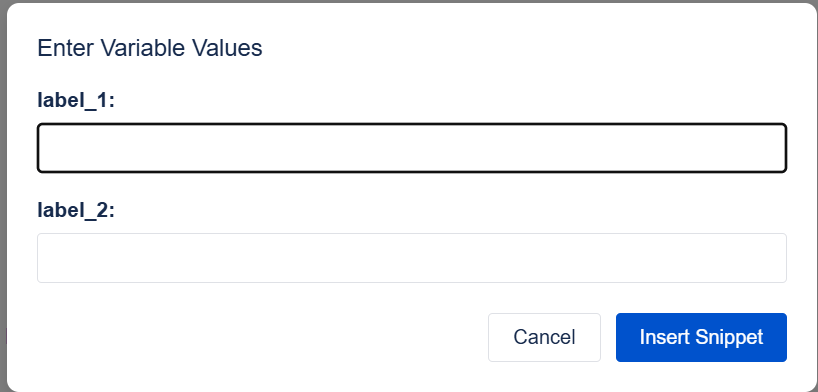 Enter Variable Values
label_1:
label_2:
Cancel
Insert Snippet